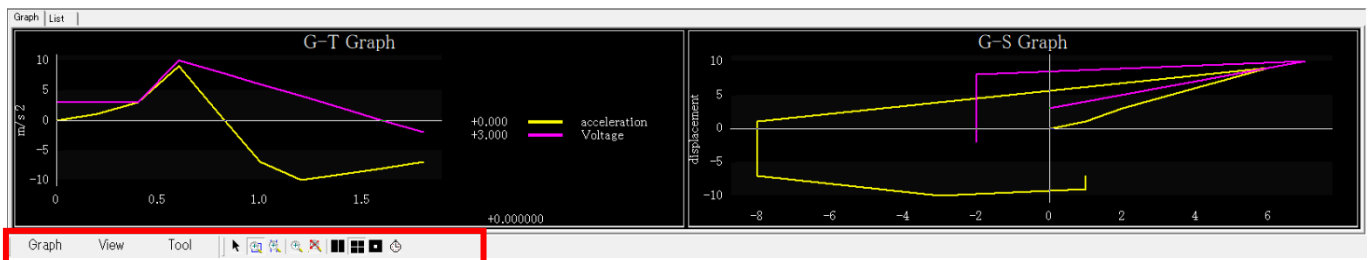 Graph List
G-T Graph
10
5
0
-5
-10
m/s2
0 0.5 1.0 1.5
+0.000 acceleration
+3.000 Voltage
+0.000000
G-S Graph
10
5
0
-5
-10
displacement
-8 -6 -4 -2 0 2 4 6
Graph View Tool